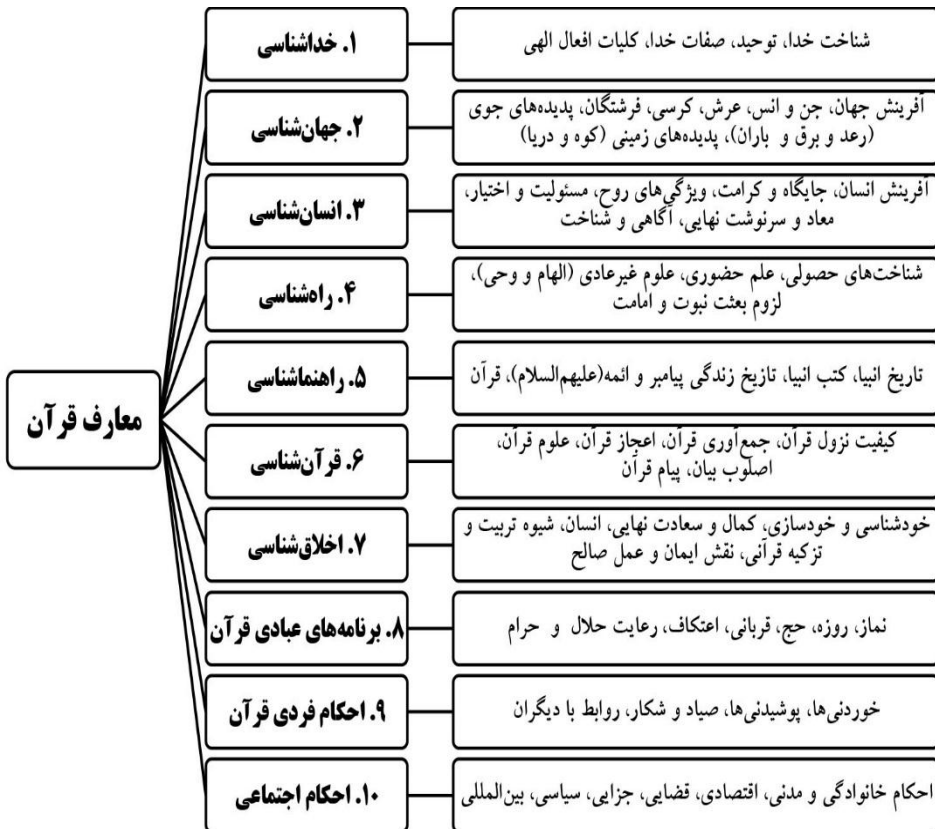 معارف قرآن
۱. خداشناسی
شناخت خدا، توحید، صفات خدا، کلیات افعال الهی
۲. جهان‌شناسی
آفرینش جهان، جن و انس، عرش، کرسی، فرشتگان، پدیده‌های جوی
(رعد و برق و باران)، پدیده‌های زمینی (کوه و دریا)
۳. انسان‌شناسی
آفرینش انسان، جایگاه و کرامت، ویژگی‌های روح، مسئولیت و اختیار،
معاد و سرنوشت نهایی، آگاهی و شناخت
۴. راه‌شناسی
شناخت‌های حصولی، علم حضوری، علوم غیرعادی (الهام و وحی)،
لزوم بعثت نبوت و امامت
۵. راهنماشناسی
تاریخ انبیا، کتب انبیا، تازیخ زندگی پیامبر و ائمه(علیهم‌السلام)، قرآن
۶. قرآن‌شناسی
کیفیت نزول قرآن، جمع‌آوری قرآن، اعجاز قرآن، علوم قرآن،
اصلوب بیان، پیام قرآن
۷. اخلاق‌شناسی
خودشناسی و خودسازی، کمال و سعادت نهایی، انسان، شیوه تربیت و
تزکیه قرآنی، نقش ایمان و عمل صالح
۸. برنامه‌های عبادی قرآن
نماز، روزه، حج، قربانی، اعتکاف، رعایت حلال و حرام
۹. احکام فردی قرآن
خوردنی‌ها، پوشیدنی‌ها، صیاد و شکار، روابط با دیگران
۱۰. احکام اجتماعی
احکام خانوادگی و مدنی، اقتصادی، قضایی، جزایی، سیاسی، بین‌المللی